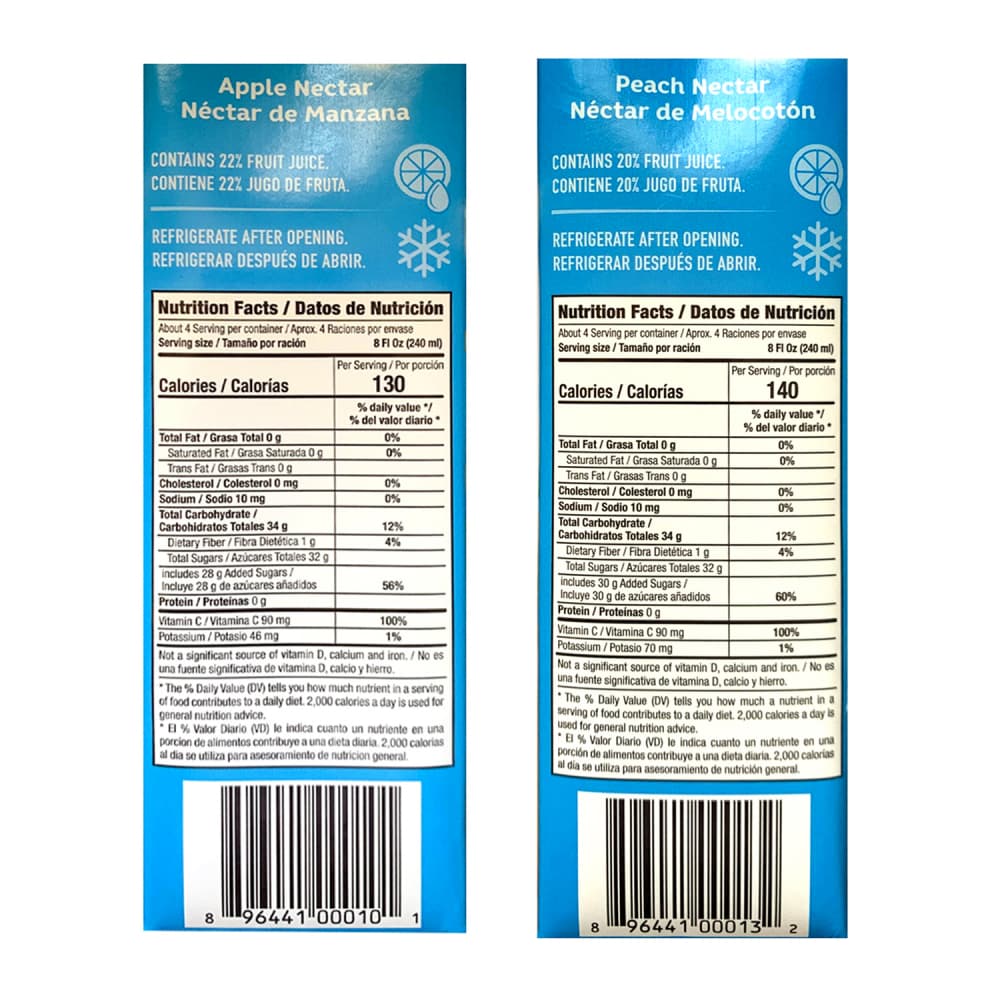 Apple Nectar
Néctar de Manzana
CONTAINS 22% FRUIT JUICE.
CONTIENE 22% JUGO DE FRUTA.
REFRIGERATE AFTER OPENING.
REFRIGERAR DESPUÉS DE ABRIR.
Nutrition Facts / Datos de Nutrición
About 4 Serving per container / Aprox. 4 Raciones por envase
Serving size / Tamaño por ración 8 Fl Oz (240 ml)
Per Serving / Por porción
Calories / Calorías 130
% daily value */
% del valor diario *
Total Fat / Grasa Total 0 g 0%
Saturated Fat / Grasa Saturada 0 g 0%
Trans Fat / Grasas Trans 0 g
Cholesterol / Colesterol 0 mg 0%
Sodium / Sodio 10 mg 0%
Total Carbohydrate /
Carbohidratos Totales 34 g 12%
Dietary Fiber / Fibra Dietética 1 g 4%
Total Sugars / Azúcares Totales 32 g
includes 28 g Added Sugars /
Incluye 28 g de azúcares añadidos 56%
Protein / Proteínas 0 g
Vitamin C / Vitamina C 90 mg 100%
Potassium / Potasio 46 mg 1%
Not a significant source of vitamin D, calcium and iron. / No es
una fuente significativa de vitamina D, calcio y hierro.
* The % Daily Value (DV) tells you how much nutrient in a serving
of food contributes to a daily diet. 2,000 calories a day is used for
general nutrition advice.
* El % Valor Diario (VD) le indica cuanto un nutriente en una
porcion de alimentos contribuye a una dieta diaria. 2,000 calorias
al dia se utiliza para asesoramiento de nutricion general.
8 96441 00010 1
Peach Nectar
Néctar de Melocotón
CONTAINS 20% FRUIT JUICE.
CONTIENE 20% JUGO DE FRUTA.
REFRIGERATE AFTER OPENING.
REFRIGERAR DESPUÉS DE ABRIR.
Nutrition Facts / Datos de Nutrición
About 4 Serving per container / Aprox. 4 Raciones por envase
Serving size / Tamaño por ración 8 Fl Oz (240 ml)
Per Serving / Por porción
Calories / Calorías 140
% daily value */
% del valor diario *
Total Fat / Grasa Total 0 g 0%
Saturated Fat / Grasa Saturada 0 g 0%
Trans Fat / Grasas Trans 0 g
Cholesterol / Colesterol 0 mg 0%
Sodium / Sodio 10 mg 0%
Total Carbohydrate /
Carbohidratos Totales 34 g 12%
Dietary Fiber / Fibra Dietética 1 g 4%
Total Sugars / Azúcares Totales 32 g
includes 30 g Added Sugars /
Incluye 30 g de azúcares añadidos 60%
Protein / Proteínas 0 g
Vitamin C / Vitamina C 90 mg 100%
Potassium / Potasio 70 mg 1%
Not a significant source of vitamin D, calcium and iron. / No es
una fuente significativa de vitamina D, calcio y hierro.
* The % Daily Value (DV) tells you how much a nutrient in a
serving of food contributes to a daily diet. 2,000 calories a day is
used for general nutrition advice.
* El % Valor Diario (VD) le indica cuanto un nutriente en una
porción de alimentos contribuye a una dieta diaria. 2,000 calorías
al día se utiliza para asesoramiento de nutrición general.
8 96441 00013 2